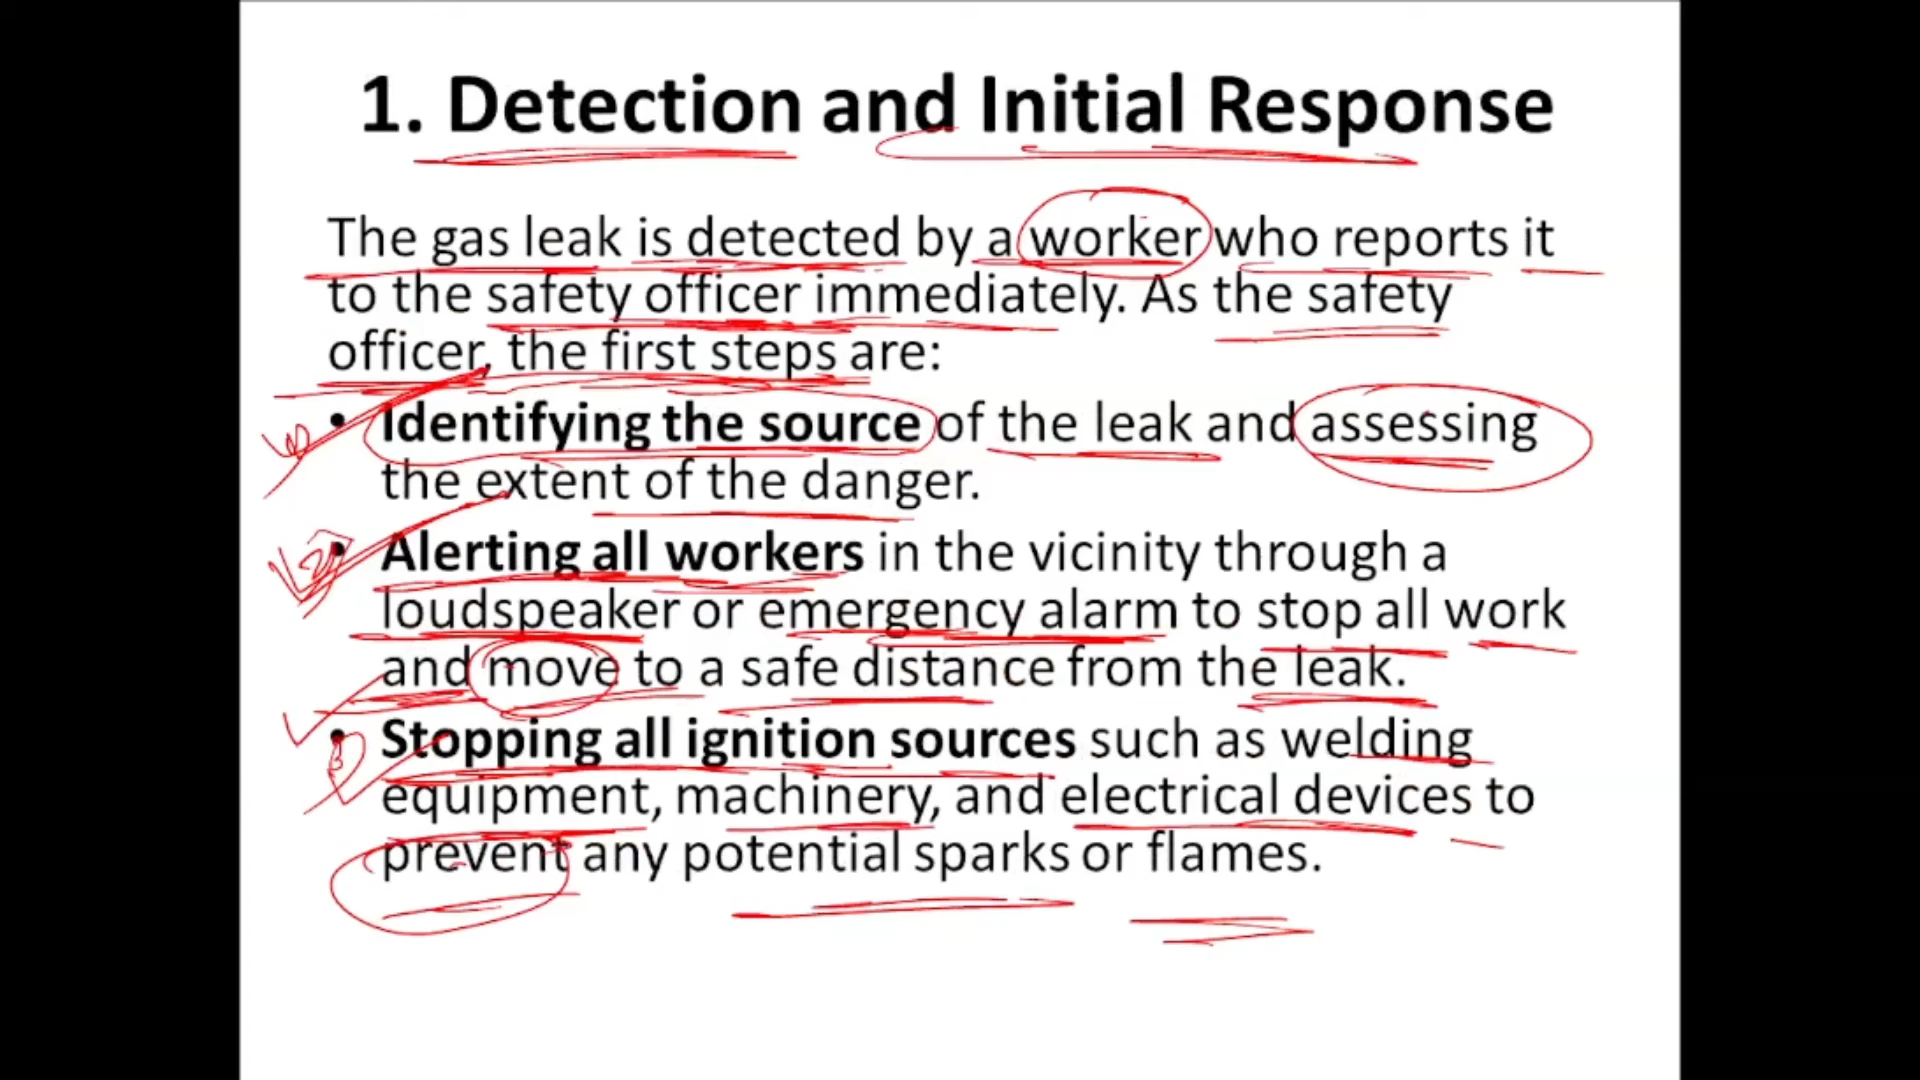 1. Detection and Initial Response
The gas leak is detected by a worker who reports it
to the safety officer immediately. As the safety
officer, the first steps are:
• Identifying the source of the leak and assessing
the extent of the danger.
• Alerting all workers in the vicinity through a
loudspeaker or emergency alarm to stop all work
and move to a safe distance from the leak.
• Stopping all ignition sources such as welding
equipment, machinery, and electrical devices to
prevent any potential sparks or flames.